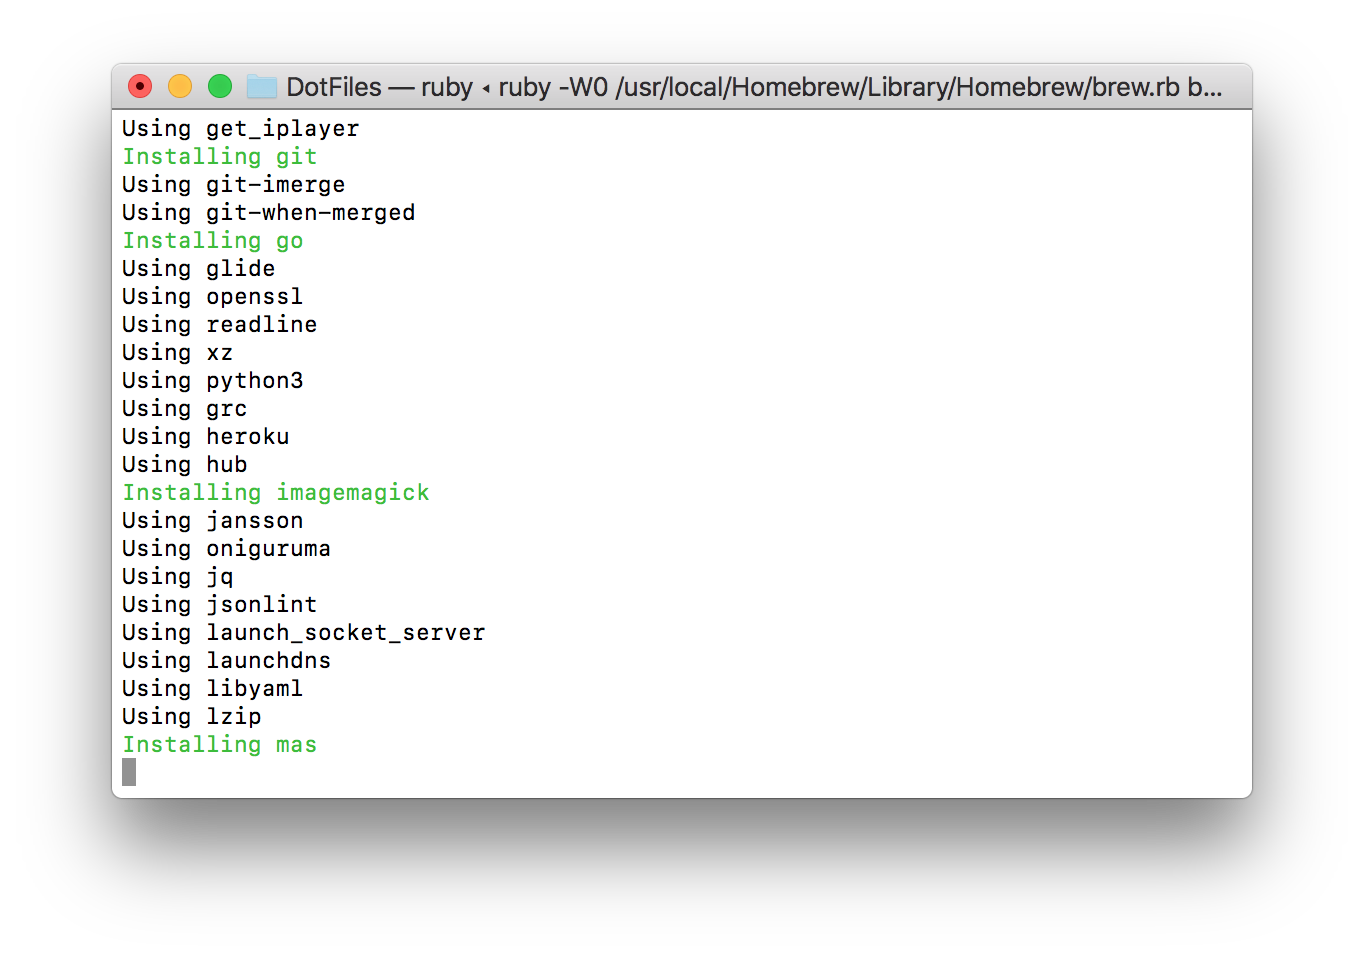 DotFiles — ruby ◂ ruby -W0 /usr/local/Homebrew/Library/Homebrew/brew.rb b...
Using get_iplayer
Installing git
Using git-imerge
Using git-when-merged
Installing go
Using glide
Using openssl
Using readline
Using xz
Using python3
Using grc
Using heroku
Using hub
Installing imagemagick
Using jansson
Using oniguruma
Using jq
Using jsonlint
Using launch_socket_server
Using launchdns
Using libyaml
Using lzip
Installing mas